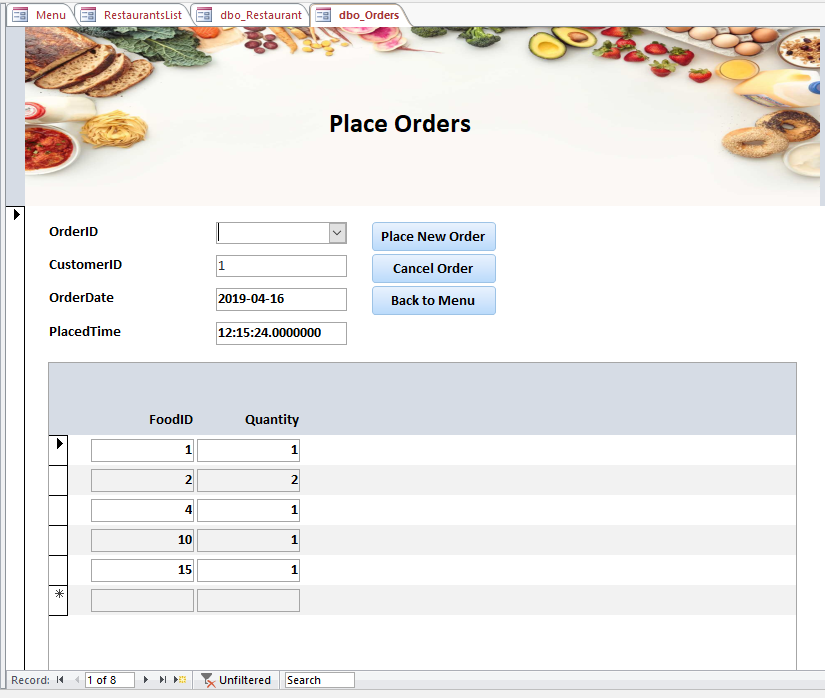 Menu RestaurantsList dbo_Restaurant dbo_Orders
Place Orders
OrderID Place New Order
CustomerID 1 Cancel Order
OrderDate 2019-04-16 Back to Menu
PlacedTime 12:15:24.0000000
FoodID Quantity
1 1
2 2
4 1
10 1
15 1
Record: 1 of 8 Unfiltered Search